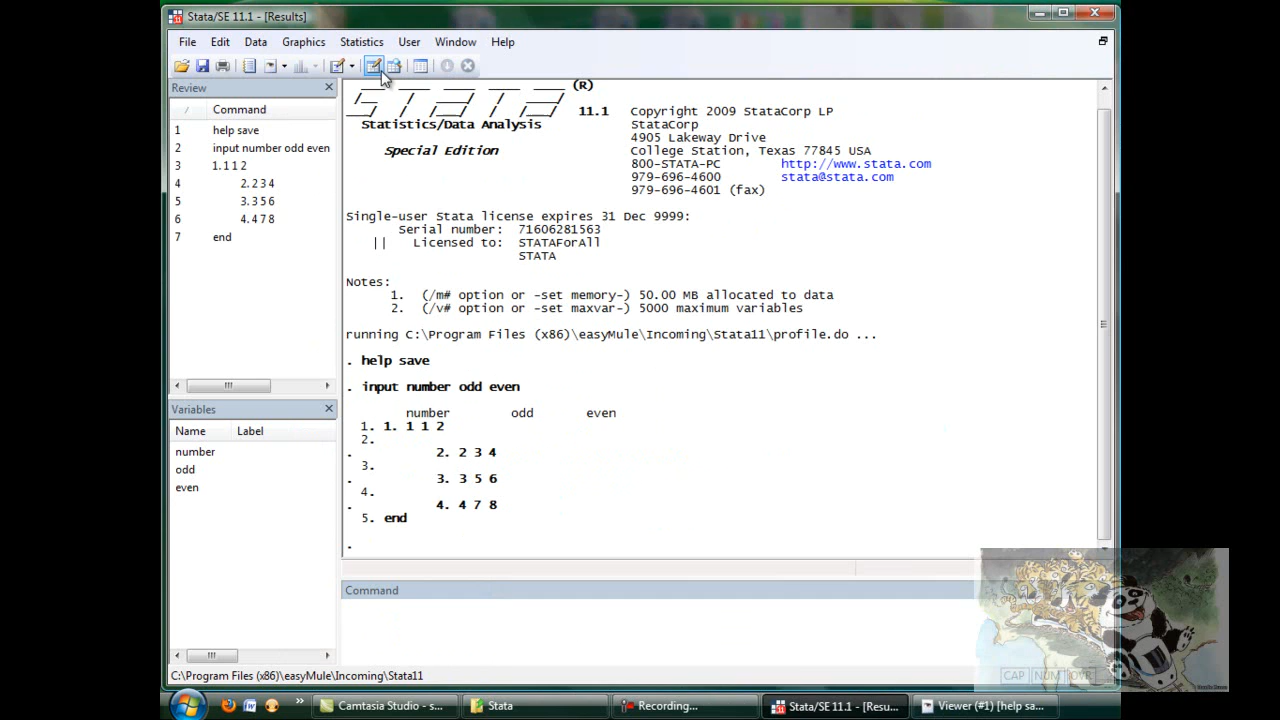 Stata/SE 11.1 - [Results]
File Edit Data Graphics Statistics User Window Help
Review
Command
1 help save
2 input number odd even
3 1. 1 1 2
4 2. 2 3 4
5 3. 3 5 6
6 4. 4 7 8
7 end
Variables
Name Label
number
odd
even
(R)
11.1 Copyright 2009 StataCorp LP
Statistics/Data Analysis StataCorp
4905 Lakeway Drive
Special Edition College Station, Texas 77845 USA
800-STATA-PC http://www.stata.com
979-696-4600 stata@stata.com
979-696-4601 (fax)
Single-user Stata license expires 31 Dec 9999:
Serial number: 71606281563
|| Licensed to: STATAForAll
STATA
Notes:
1. (/m# option or -set memory-) 50.00 MB allocated to data
2. (/v# option or -set maxvar-) 5000 maximum variables
running C:\Program Files (x86)\easyMule\Incoming\Stata11\profile.do ...
. help save
. input number odd even
number odd even
1. 1. 1 1 2
2.
. 2. 2 3 4
3.
. 3. 3 5 6
4.
. 4. 4 7 8
5. end
.
Command
C:\Program Files (x86)\easyMule\Incoming\Stata11
CAP NUM OVR
Camtasia Studio - s...
Stata
Recording...
Stata/SE 11.1 - [Resu...
Viewer (#1) [help sa...